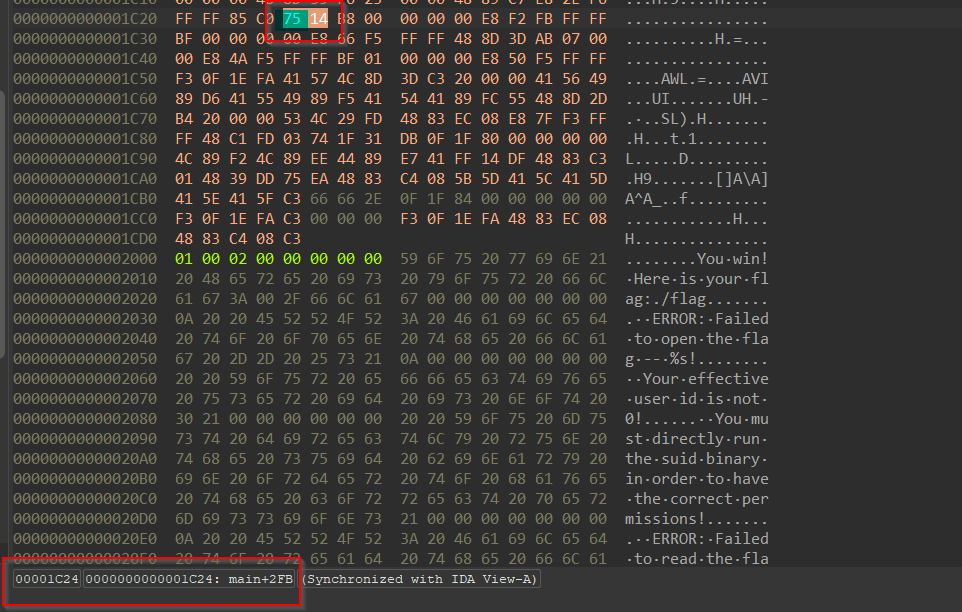 0000000000001C20 FF FF 85 C0 75 14 B8 00 00 00 00 E8 F2 FB FF FF ................
0000000000001C30 BF 00 00 00 00 E8 66 F5 FF FF 48 8D 3D AB 07 00 ..........H.=...
0000000000001C40 00 E8 4A F5 FF FF BF 01 00 00 00 E8 50 F5 FF FF ................
0000000000001C50 F3 0F 1E FA 41 57 4C 8D 3D C3 20 00 00 41 56 49 ....AWL.=....AVI
0000000000001C60 89 D6 41 55 49 89 F5 41 54 41 89 FC 55 48 8D 2D ...UI.......UH.-
0000000000001C70 B4 20 00 00 53 4C 29 FD 48 83 EC 08 E8 7F F3 FF .·..SL).H.......
0000000000001C80 FF 48 C1 FD 03 74 1F 31 DB 0F 1F 80 00 00 00 00 .H...t.1........
0000000000001C90 4C 89 F2 4C 89 EE 44 89 E7 41 FF 14 DF 48 83 C3 L.....D.........
0000000000001CA0 01 48 39 DD 75 EA 48 83 C4 08 5B 5D 41 5C 41 5D .H9.......[]A\A]
0000000000001CB0 41 5E 41 5F C3 66 66 2E 0F 1F 84 00 00 00 00 00 A^A_..f.........
0000000000001CC0 F3 0F 1E FA C3 00 00 00 F3 0F 1E FA 48 83 EC 08 ............H...
0000000000001CD0 48 83 C4 08 C3 H...............
0000000000002000 01 00 02 00 00 00 00 00 59 6F 75 20 77 69 6E 21 ........You·win!
0000000000002010 20 48 65 72 65 20 69 73 20 79 6F 75 72 20 66 6C ·Here·is·your·fl
0000000000002020 61 67 3A 00 2F 66 6C 61 67 00 00 00 00 00 00 00 ag:./flag.......
0000000000002030 0A 20 20 45 52 52 4F 52 3A 20 46 61 69 6C 65 64 .··ERROR:·Failed
0000000000002040 20 74 6F 20 6F 70 65 6E 20 74 68 65 20 66 6C 61 ·to·open·the·fla
0000000000002050 67 20 2D 2D 20 25 73 21 0A 00 00 00 00 00 00 00 g·--·%s!........
0000000000002060 20 20 59 6F 75 72 20 65 66 66 65 63 74 69 76 65 ··Your·effective
0000000000002070 20 75 73 65 72 20 69 64 20 69 73 20 6E 6F 74 20 ·user·id·is·not·
0000000000002080 30 21 00 00 00 00 00 00 20 20 59 6F 75 20 6D 75 0!......··You·mu
0000000000002090 73 74 20 64 69 72 65 63 74 6C 79 20 72 75 6E 20 st·directly·run·
00000000000020A0 74 68 65 20 73 75 69 64 20 62 69 6E 61 72 79 20 the·suid·binary·
00000000000020B0 69 6E 20 6F 72 64 65 72 20 74 6F 20 68 61 76 65 in·order·to·have
00000000000020C0 20 74 68 65 20 63 6F 72 72 65 63 74 20 70 65 72 ·the·correct·per
00000000000020D0 6D 69 73 73 69 6F 6E 73 21 00 00 00 00 00 00 00 missions!.......
00000000000020E0 0A 20 20 45 52 52 4F 52 3A 20 46 61 69 6C 65 64 .··ERROR:·Failed
00000000000020F0 20 74 6F 20 72 65 61 64 20 74 68 65 20 66 6C 61 ·to·read·the·fla
00001C24 0000000000001C24: main+2FB (Synchronized with IDA View-A)